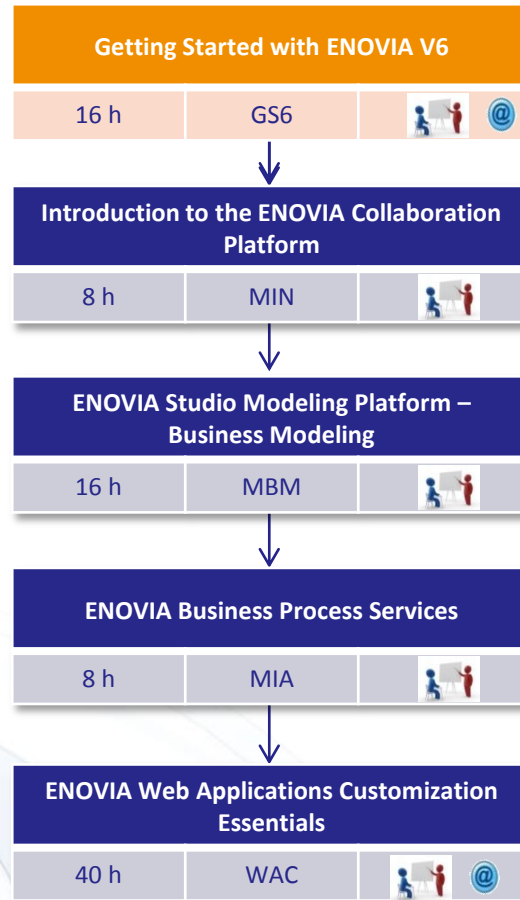 Getting Started with ENOVIA V6
16 h GS6 @
Introduction to the ENOVIA Collaboration
Platform
8 h MIN
ENOVIA Studio Modeling Platform –
Business Modeling
16 h MBM
ENOVIA Business Process Services
8 h MIA
ENOVIA Web Applications Customization
Essentials
40 h WAC @